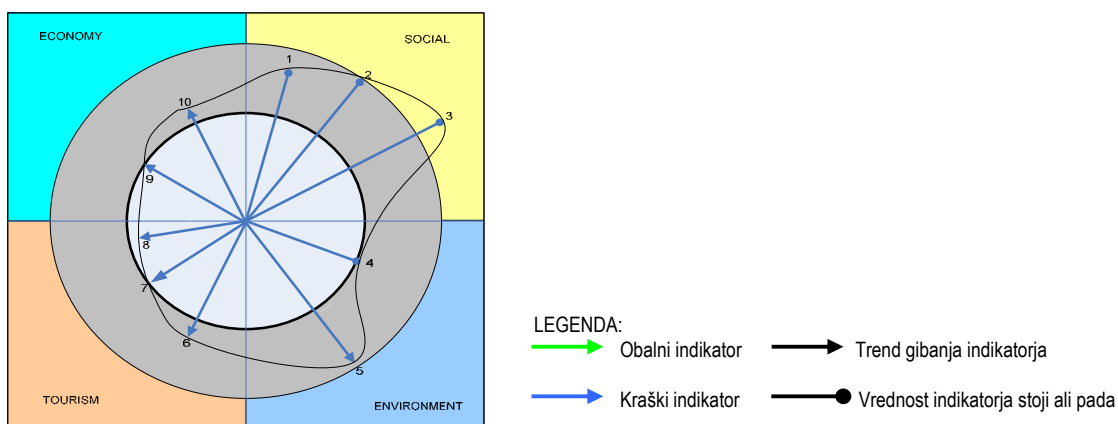 ECONOMY
SOCIAL
1
2
3
10
9
8
4
7
6
5
TOURISM
ENVIRONMENT
LEGENDA:
Obalni indikator
Trend gibanja indikatorja
Kraški indikator
Vrednost indikatorja stoji ali pada